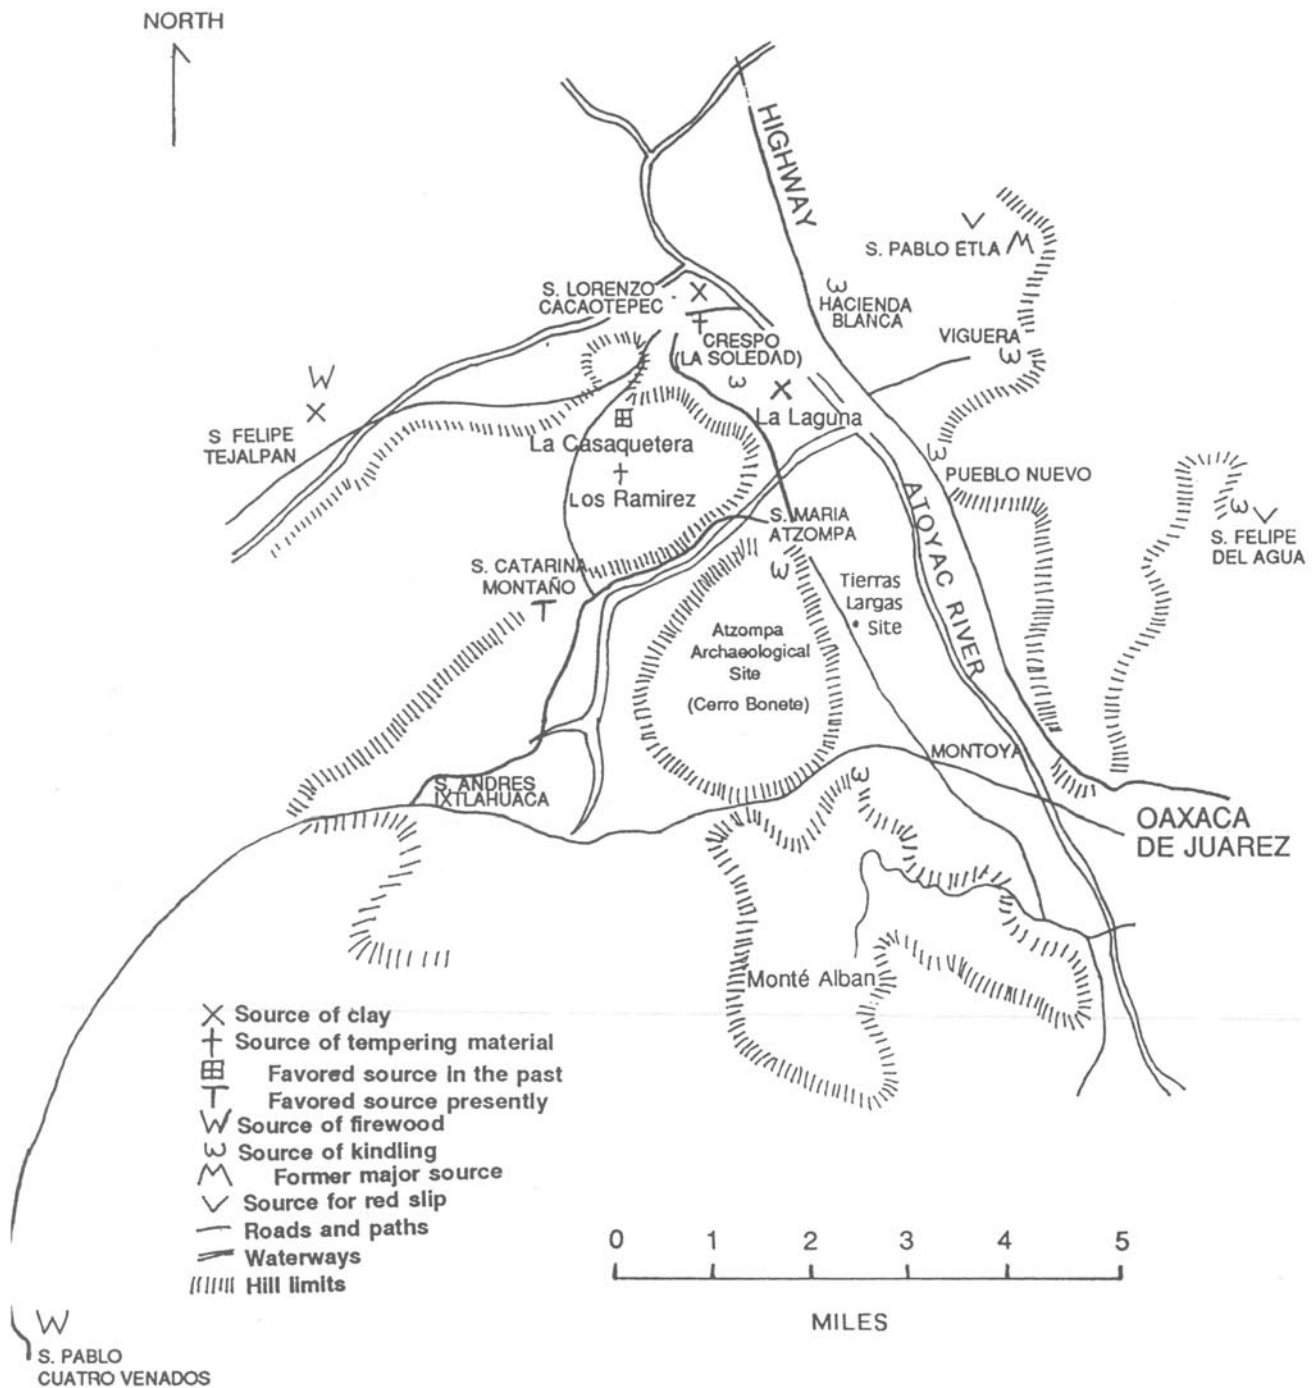 NORTH
HIGHWAY
S. PABLO ETLA
S. LORENZO
CACAOTEPEC
HACIENDA
BLANCA
CRESPO
(LA SOLEDAD)
VIGUERA
La Laguna
S FELIPE
TEJALPAN
La Casaquetera
Los Ramirez
PUEBLO NUEVO
ATOYAC RIVER
S. MARIA
ATZOMPA
S. FELIPE
DEL AGUA
S. CATARINA
MONTAÑO
Tierras
Largas
Site
Atzompa
Archaeological
Site
(Cerro Bonete)
MONTOYA
S. ANDRES
IXTLAHUACA
OAXACA
DE JUAREZ
Monté Alban
Source of clay
Source of tempering material
Favored source in the past
Favored source presently
Source of firewood
Source of kindling
Former major source
Source for red slip
Roads and paths
Waterways
Hill limits
0 1 2 3 4 5
MILES
S. PABLO
CUATRO VENADOS